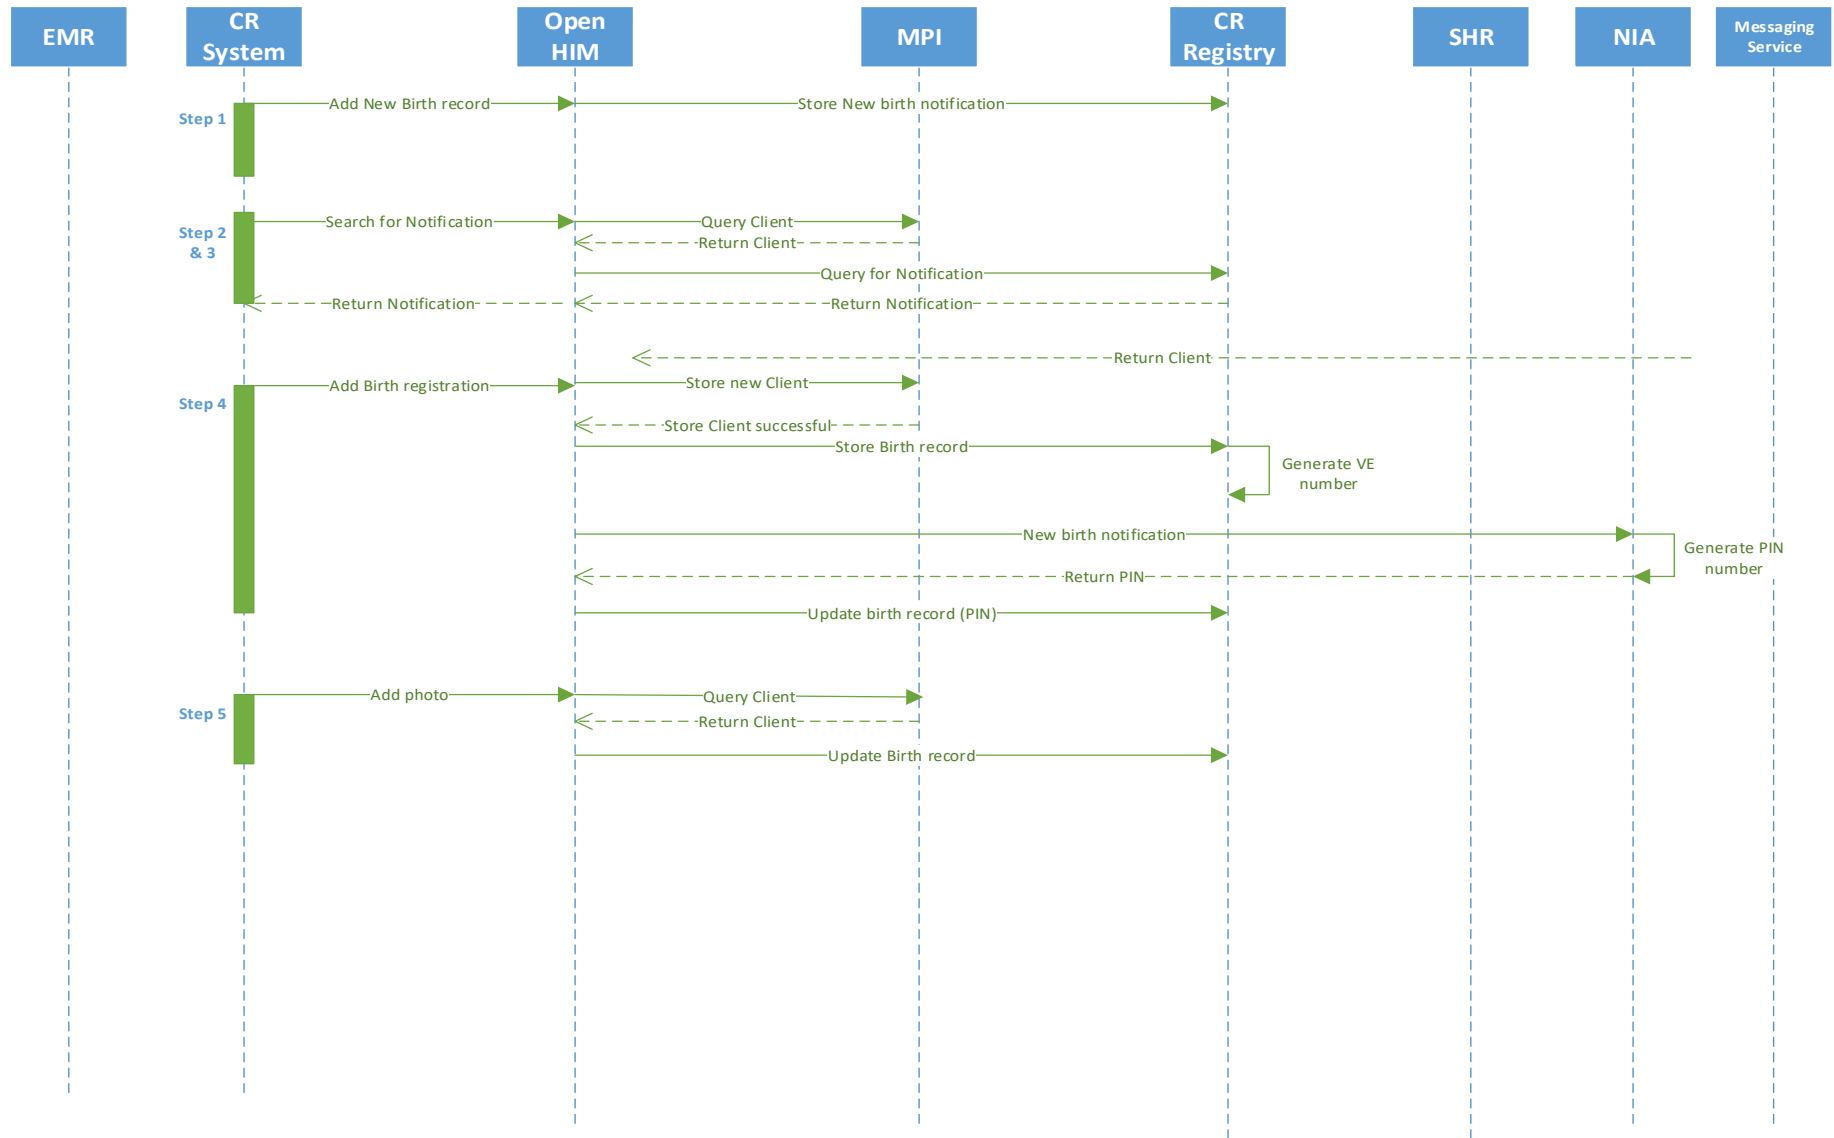 EMR
CR
System
Open
HIM
MPI
CR
Registry
SHR
NIA
Messaging
Service
Step 1
Add New Birth record
Store New birth notification
Step 2
& 3
Search for Notification
Query Client
Return Client
Query for Notification
Return Notification
Return Notification
Return Client
Step 4
Add Birth registration
Store new Client
Store Client successful
Store Birth record
Generate VE
number
New birth notification
Generate PIN
number
Return PIN
Update birth record (PIN)
Step 5
Add photo
Query Client
Return Client
Update Birth record